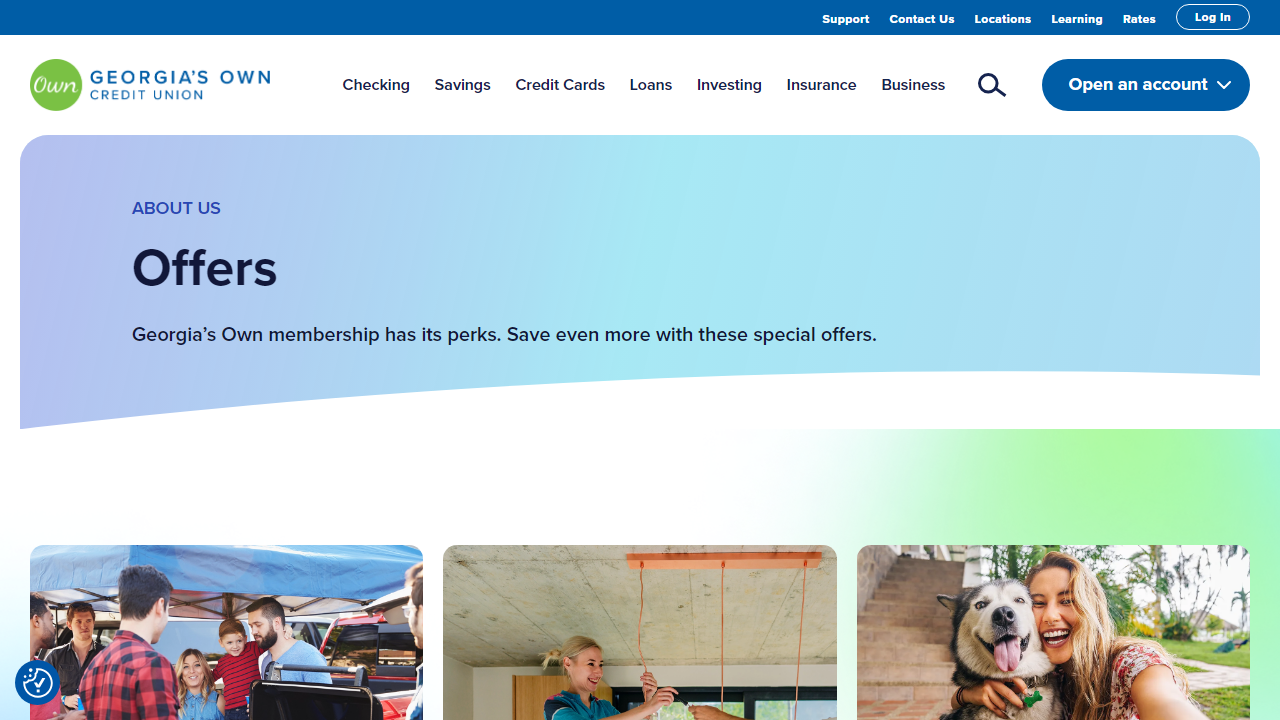 Support Contact Us Locations Learning Rates Log In
Own GEORGIA'S OWN
CREDIT UNION
Checking Savings Credit Cards Loans Investing Insurance Business Open an account
ABOUT US
Offers
Georgia’s Own membership has its perks. Save even more with these special offers.